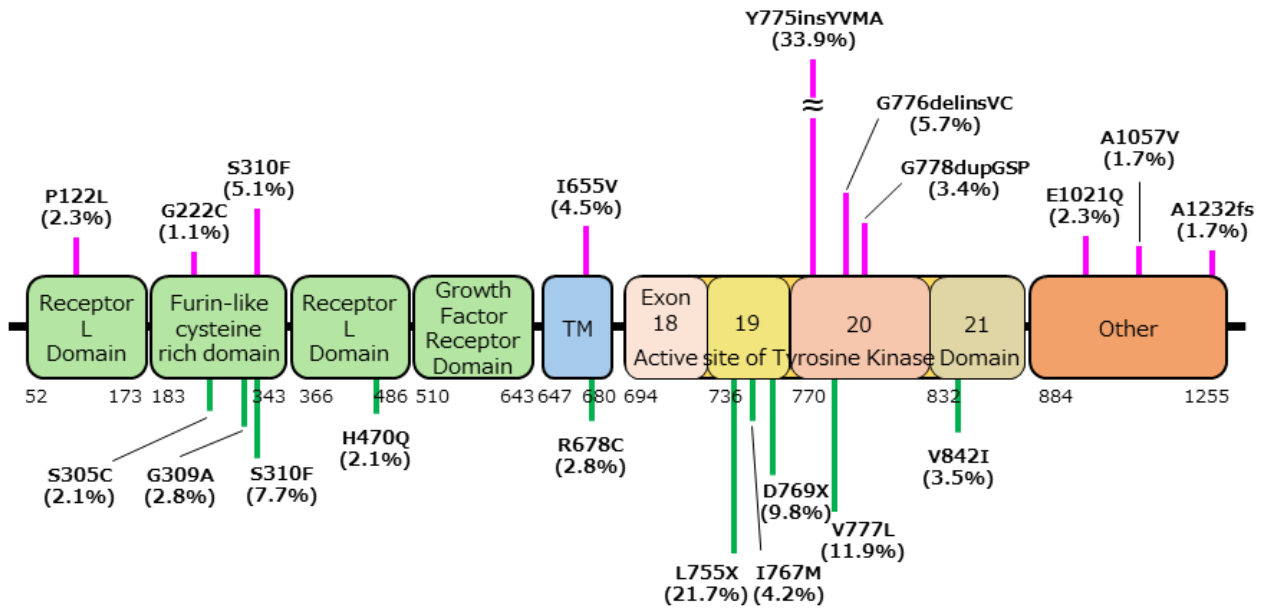 Y775insYVMA
(33.9%)
G776delinsVC
(5.7%)
G778dupGSP
(3.4%)
A1057V
(1.7%)
E1021Q
(2.3%)
A1232fs
(1.7%)
P122L
(2.3%)
G222C
(1.1%)
S310F
(5.1%)
I655V
(4.5%)
≈
Receptor
L
Domain
Furin-like
cysteine
rich domain
Receptor
L
Domain
Growth
Factor
Receptor
Domain
TM
Exon
18
19
20
21
Active site of Tyrosine Kinase Domain
Other
52 173 183 343 366 486 510 643 647 680 694 736 770 832 884 1255
S305C
(2.1%)
G309A
(2.8%)
S310F
(7.7%)
H470Q
(2.1%)
R678C
(2.8%)
L755X
(21.7%)
I767M
(4.2%)
D769X
(9.8%)
V777L
(11.9%)
V842I
(3.5%)